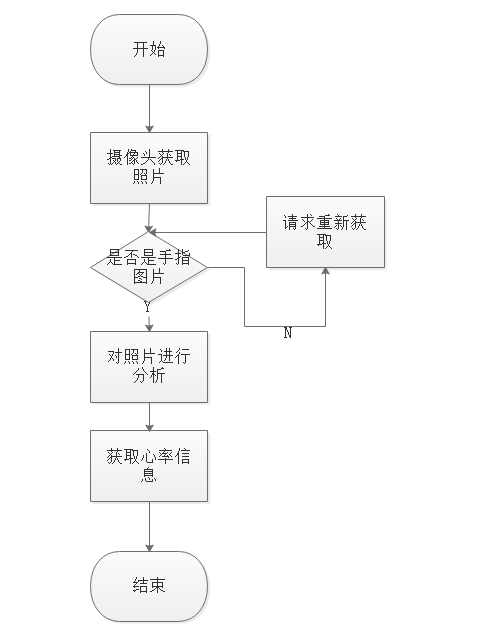 开始
摄像头获取
照片
请求重新获
取
是否是手指
图片
Y
N
对照片进行
分析
获取心率信
息
结束